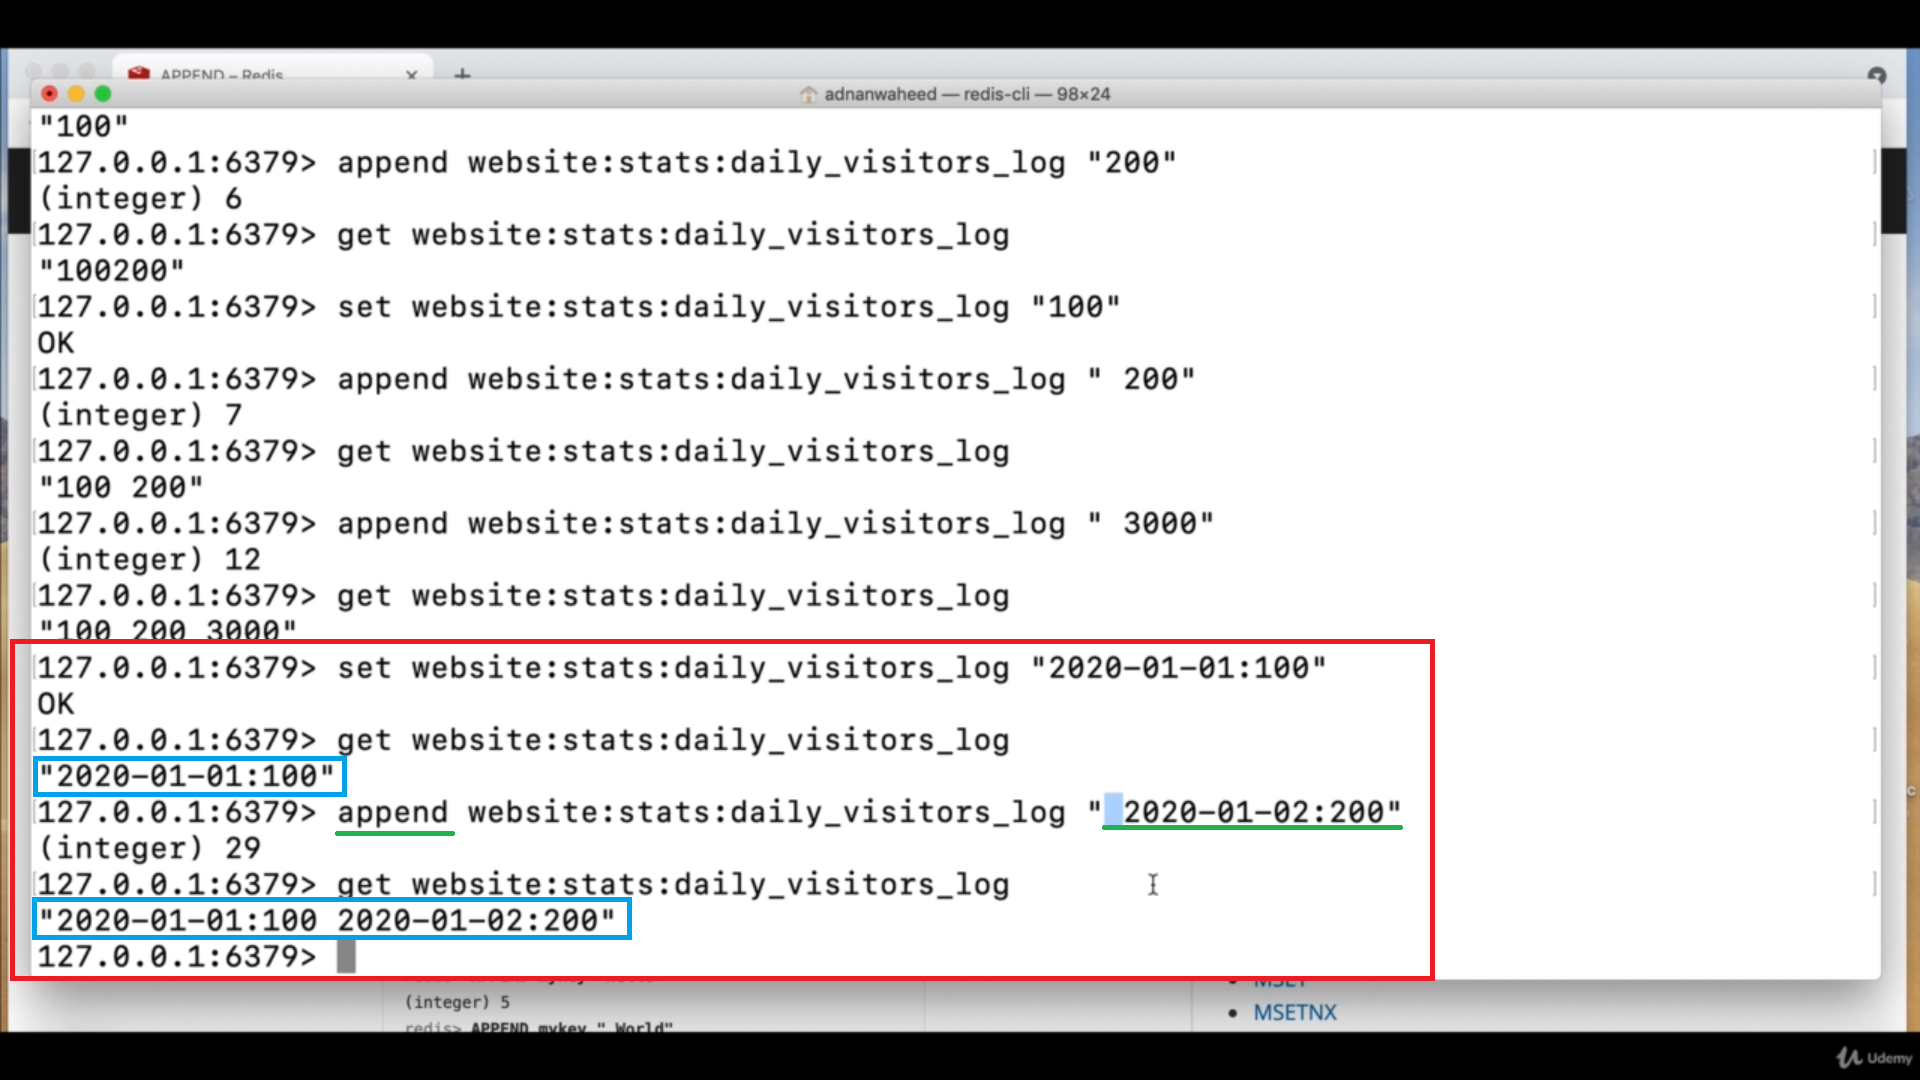 APPEND – Redis
adnanwaheed — redis-cli — 98×24
"100"
127.0.0.1:6379> append website:stats:daily_visitors_log "200"
(integer) 6
127.0.0.1:6379> get website:stats:daily_visitors_log
"100200"
127.0.0.1:6379> set website:stats:daily_visitors_log "100"
OK
127.0.0.1:6379> append website:stats:daily_visitors_log " 200"
(integer) 7
127.0.0.1:6379> get website:stats:daily_visitors_log
"100 200"
127.0.0.1:6379> append website:stats:daily_visitors_log " 3000"
(integer) 12
127.0.0.1:6379> get website:stats:daily_visitors_log
"100 200 3000"
127.0.0.1:6379> set website:stats:daily_visitors_log "2020-01-01:100"
OK
127.0.0.1:6379> get website:stats:daily_visitors_log
"2020-01-01:100"
127.0.0.1:6379> append website:stats:daily_visitors_log " 2020-01-02:200"
(integer) 29
127.0.0.1:6379> get website:stats:daily_visitors_log
"2020-01-01:100 2020-01-02:200"
127.0.0.1:6379>
MSET
(integer) 5
MSETNX
redis> APPEND mykey " World"
Udemy